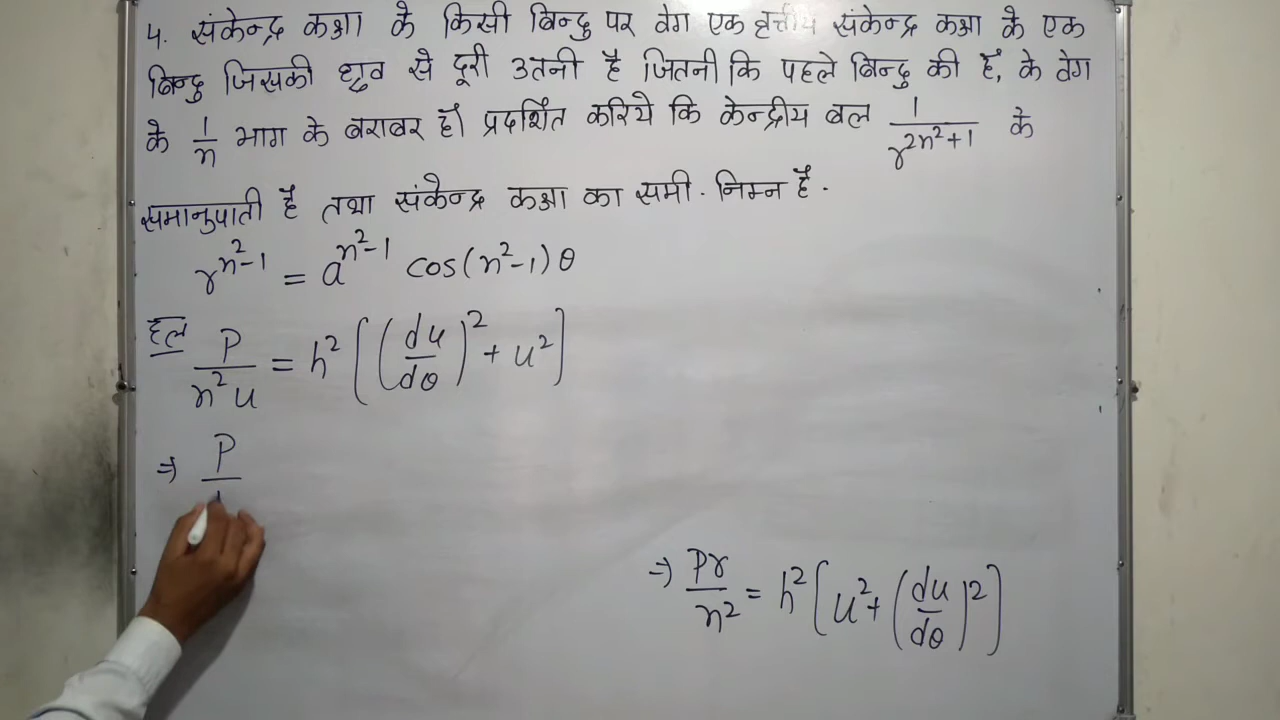 4. संकेन्द्र कक्षा के किसी बिन्दु पर वेग एक वृत्तीय संकेन्द्र कक्षा के एक
बिन्दु जिसकी ध्रुव से दूरी उतनी है जितनी कि पहले बिन्दु की है, के वेग
के 1/n भाग के बराबर है। प्रदर्शित करिये कि केन्द्रीय बल 1/r^{2n²+1} के
समानुपाती है तथा संकेन्द्र कक्षा का समी. निम्न है.
r^{n²-1} = a^{n²-1} cos(n²-1)θ
हल P/(n²u) = h² [(du/dθ)² + u²]
⇒ P
⇒ Pr/n² = h² [u² + (du/dθ)²]